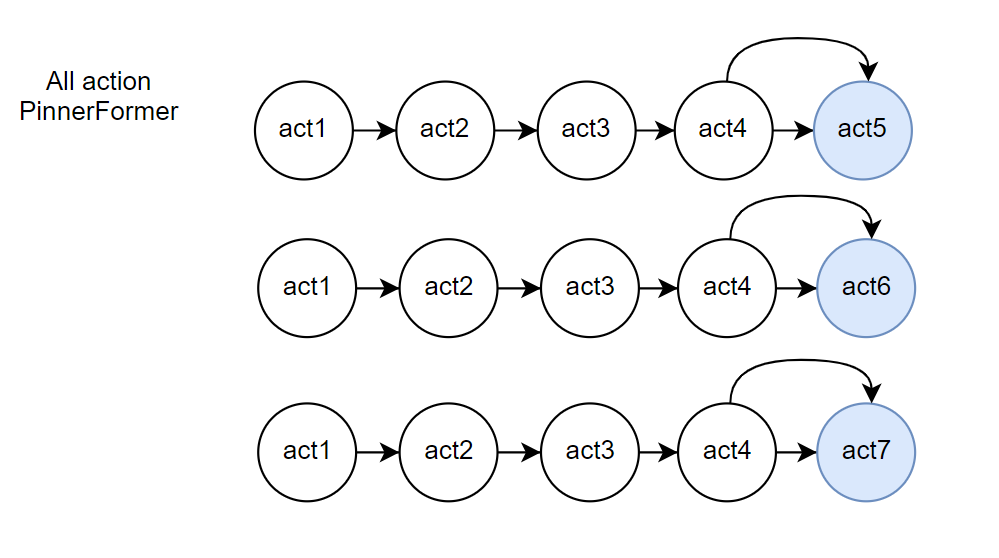 All action
PinnerFormer
act1 act2 act3 act4 act5
act1 act2 act3 act4 act6
act1 act2 act3 act4 act7